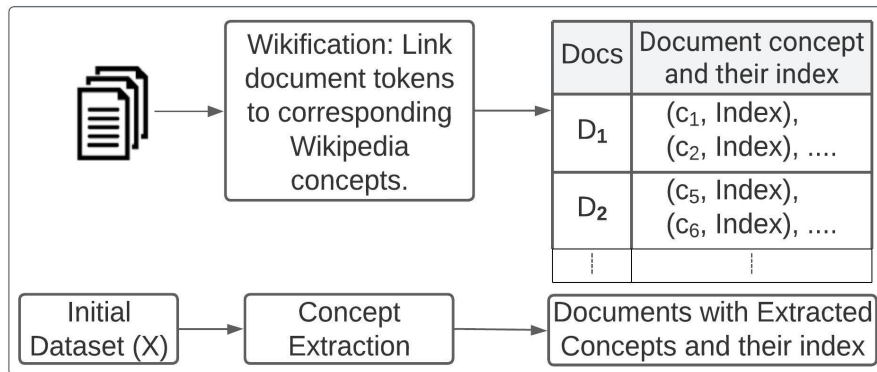 Wikification: Link
document tokens
to corresponding
Wikipedia
concepts.
Docs
Document concept
and their index
D₁
(c₁, Index),
(c₂, Index), ....
D₂
(c₅, Index),
(c₆, Index), ....
Initial
Dataset (X)
Concept
Extraction
Documents with Extracted
Concepts and their index